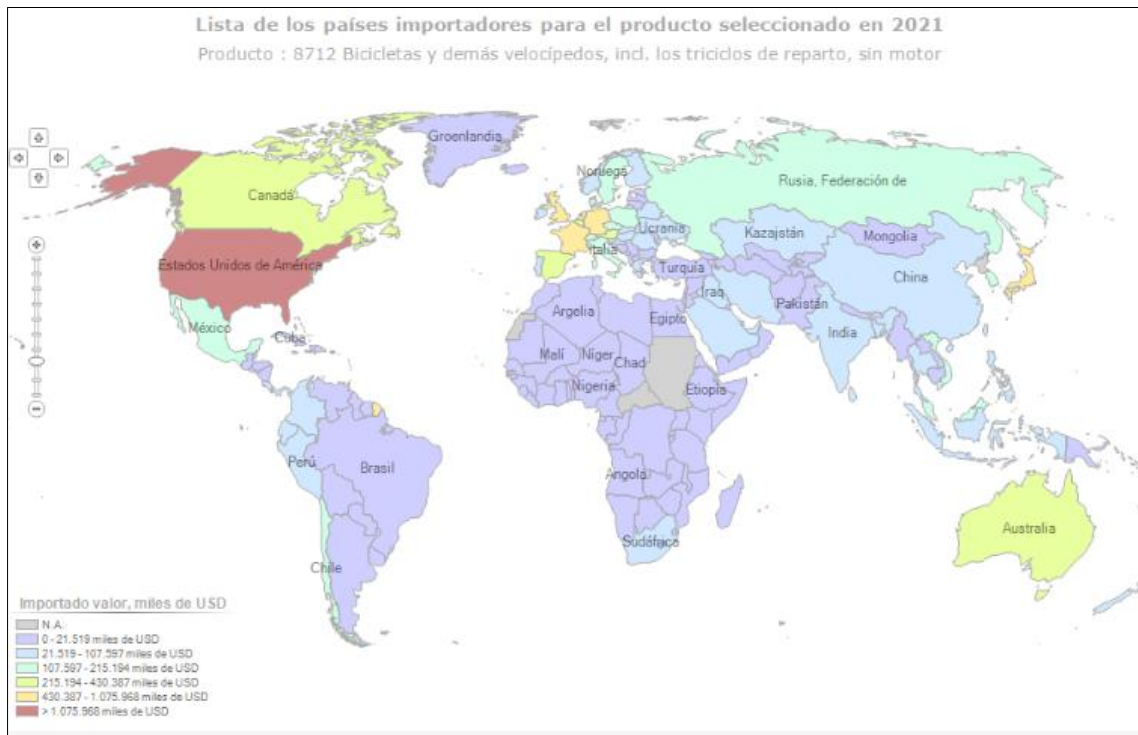 Lista de los países importadores para el producto seleccionado en 2021
Producto : 8712 Bicicletas y demás velocípedos, incl. los triciclos de reparto, sin motor
Groenlandia
Noruega
Rusia, Federación de
Canadá
Ucrania
Kazajstán
Mongolia
Italia
Estados Unidos de América
Turquía
China
Iraq
Pakistán
Argelia
Egipto
México
India
Cuba
Malí
Níger
Chad
Nigeria
Etiopía
Perú
Brasil
Angola
Australia
Sudáfrica
Chile
Importado valor, miles de USD
N.A.
0 - 21.519 miles de USD
21.519 - 107.597 miles de USD
107.597 - 215.194 miles de USD
215.194 - 430.387 miles de USD
430.387 - 1.075.968 miles de USD
> 1.075.968 miles de USD